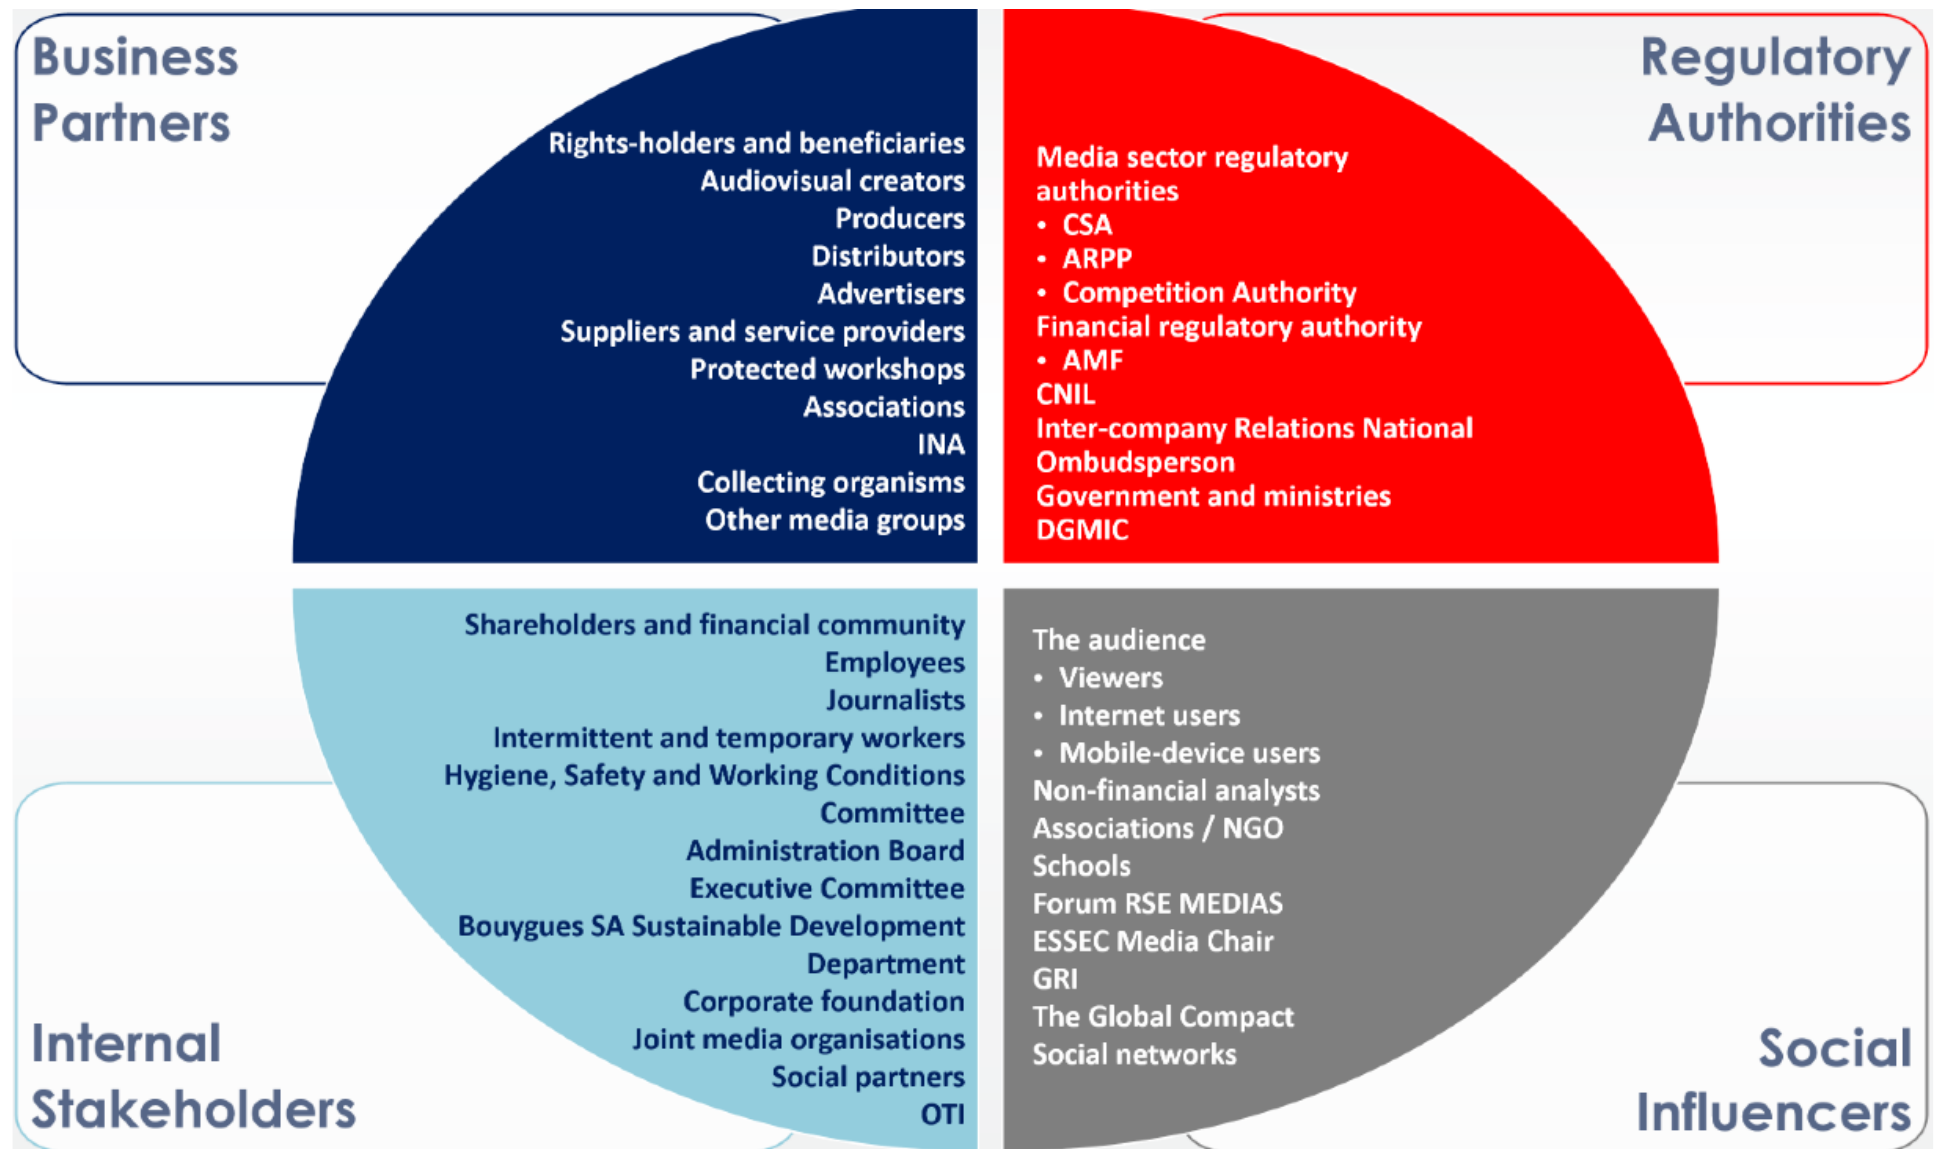 Business
Partners
Rights-holders and beneficiaries
Audiovisual creators
Producers
Distributors
Advertisers
Suppliers and service providers
Protected workshops
Associations
INA
Collecting organisms
Other media groups
Regulatory
Authorities
Media sector regulatory
authorities
• CSA
• ARPP
• Competition Authority
Financial regulatory authority
• AMF
CNIL
Inter-company Relations National
Ombudsperson
Government and ministries
DGMIC
Internal
Stakeholders
Shareholders and financial community
Employees
Journalists
Intermittent and temporary workers
Hygiene, Safety and Working Conditions
Committee
Administration Board
Executive Committee
Bouygues SA Sustainable Development
Department
Corporate foundation
Joint media organisations
Social partners
OTI
Social
Influencers
The audience
• Viewers
• Internet users
• Mobile-device users
Non-financial analysts
Associations / NGO
Schools
Forum RSE MEDIAS
ESSEC Media Chair
GRI
The Global Compact
Social networks